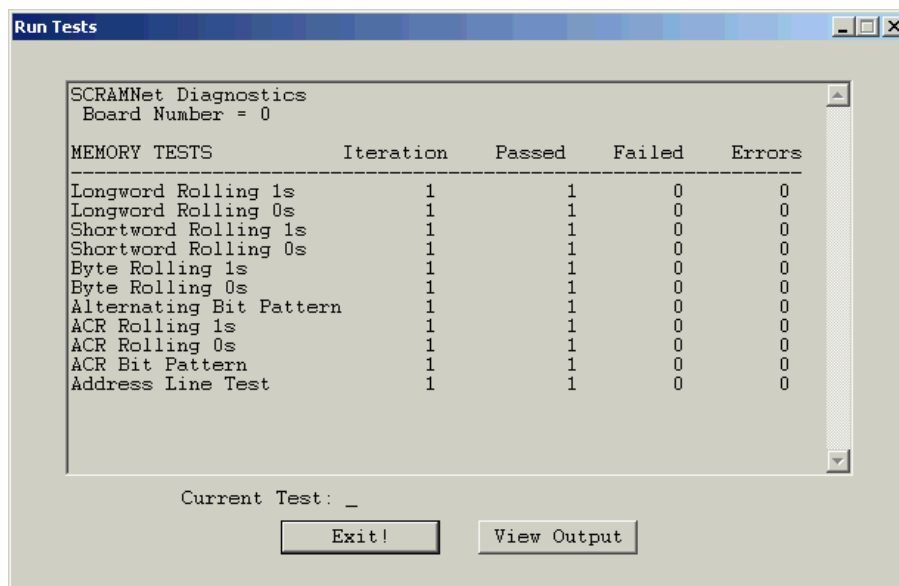 Run Tests
SCRAMNet Diagnostics
Board Number = 0
MEMORY TESTS Iteration Passed Failed Errors
Longword Rolling 1s 1 1 0 0
Longword Rolling 0s 1 1 0 0
Shortword Rolling 1s 1 1 0 0
Shortword Rolling 0s 1 1 0 0
Byte Rolling 1s 1 1 0 0
Byte Rolling 0s 1 1 0 0
Alternating Bit Pattern 1 1 0 0
ACR Rolling 1s 1 1 0 0
ACR Rolling 0s 1 1 0 0
ACR Bit Pattern 1 1 0 0
Address Line Test 1 1 0 0
Current Test: _
Exit! View Output